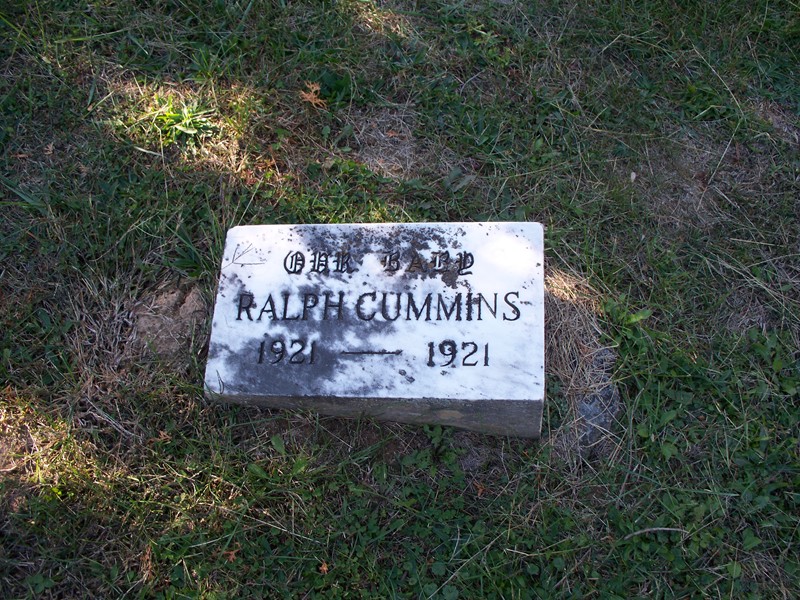 OUR BABY
RALPH CUMMINS
1921 — 1921